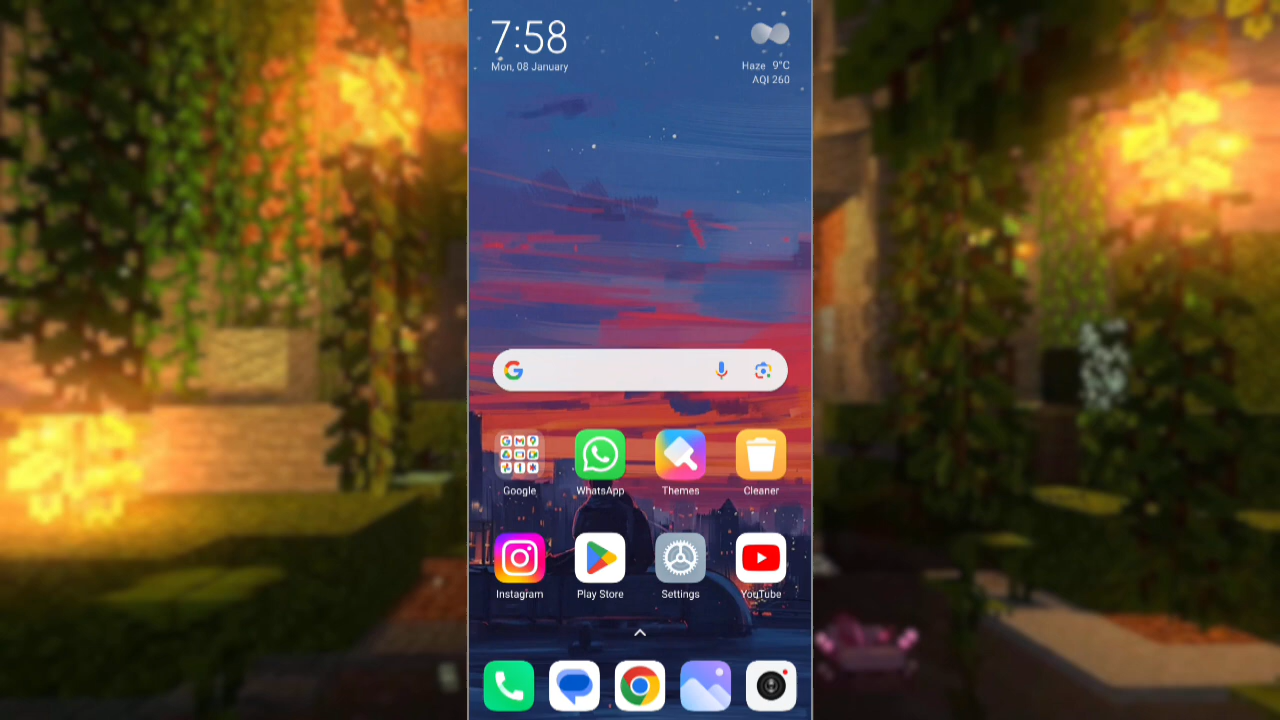 7:58
Mon, 08 January
Haze 9°C
AQI 260
Google
WhatsApp
Themes
Cleaner
Instagram
Play Store
Settings
YouTube